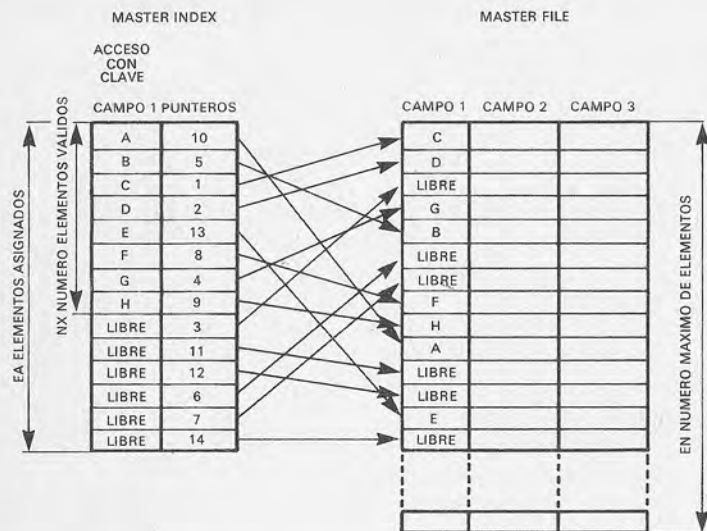 MASTER INDEX
MASTER FILE
ACCESO
CON
CLAVE
CAMPO 1 PUNTEROS
CAMPO 1 CAMPO 2 CAMPO 3
EA ELEMENTOS ASIGNADOS
NX NUMERO ELEMENTOS VALIDOS
A 10
B 5
C 1
D 2
E 13
F 8
G 4
H 9
LIBRE 3
LIBRE 11
LIBRE 12
LIBRE 6
LIBRE 7
LIBRE 14
C
D
LIBRE
G
B
LIBRE
LIBRE
F
H
A
LIBRE
LIBRE
E
LIBRE
EN NUMERO MAXIMO DE ELEMENTOS